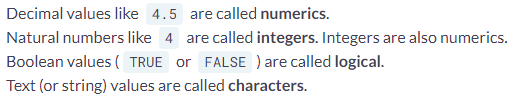 Decimal values like 4.5 are called numerics.
Natural numbers like 4 are called integers. Integers are also numerics.
Boolean values ( TRUE or FALSE ) are called logical.
Text (or string) values are called characters.